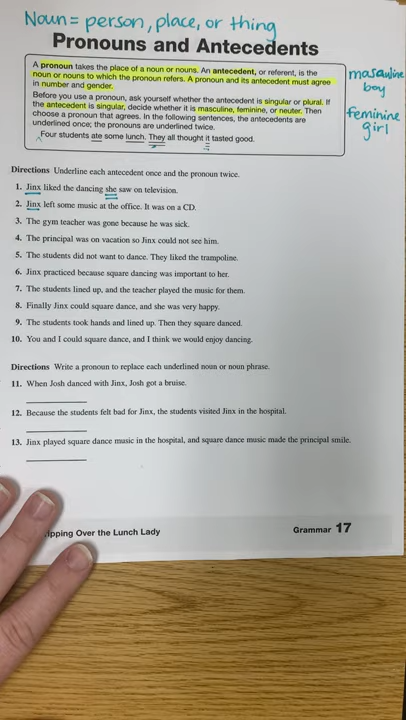 Noun = person, place, or thing
Pronouns and Antecedents
A pronoun takes the place of a noun or nouns. An antecedent, or referent, is the
noun or nouns to which the pronoun refers. A pronoun and its antecedent must agree
in number and gender.
Before you use a pronoun, ask yourself whether the antecedent is singular or plural. If
the antecedent is singular, decide whether it is masculine, feminine, or neuter. Then
choose a pronoun that agrees. In the following sentences, the antecedents are
underlined once; the pronouns are underlined twice.
Four students ate some lunch. They all thought it tasted good.
masculine
boy
feminine
girl
Directions Underline each antecedent once and the pronoun twice.
1. Jinx liked the dancing she saw on television.
2. Jinx left some music at the office. It was on a CD.
3. The gym teacher was gone because he was sick.
4. The principal was on vacation so Jinx could not see him.
5. The students did not want to dance. They liked the trampoline.
6. Jinx practiced because square dancing was important to her.
7. The students lined up, and the teacher played the music for them.
8. Finally Jinx could square dance, and she was very happy.
9. The students took hands and lined up. Then they square danced.
10. You and I could square dance, and I think we would enjoy dancing.
Directions Write a pronoun to replace each underlined noun or noun phrase.
11. When Josh danced with Jinx, Josh got a bruise.
12. Because the students felt bad for Jinx, the students visited Jinx in the hospital.
13. Jinx played square dance music in the hospital, and square dance music made the principal smile.
ipping Over the Lunch Lady
Grammar 17